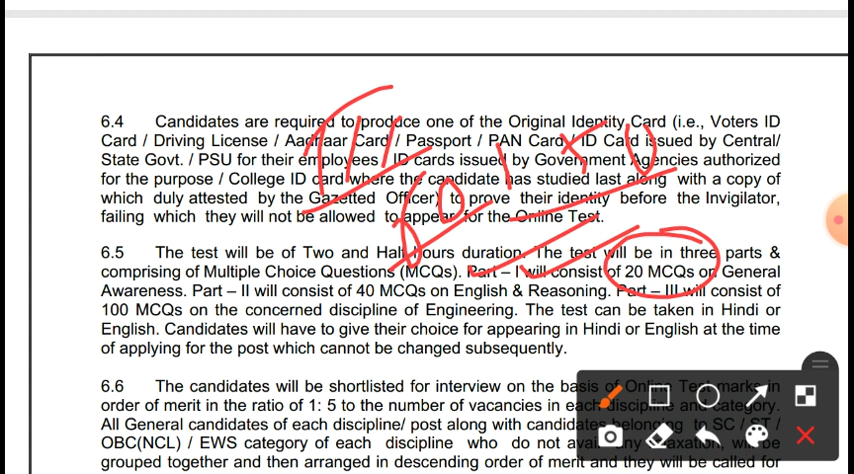 6.4 Candidates are required to produce one of the Original Identity Card (i.e., Voters ID
Card / Driving License / Aadhaar Card / Passport / PAN Card / ID Card issued by Central/
State Govt. / PSU for their employees / ID cards issued by Government Agencies authorized
for the purpose / College ID card where the candidate has studied last along with a copy of
which duly attested by the Gazetted Officer) to prove their identity before the Invigilator,
failing which they will not be allowed to appear for the Online Test.
6.5 The test will be of Two and Half Hours duration. The test will be in three parts &
comprising of Multiple Choice Questions (MCQs). Part – I will consist of 20 MCQs on General
Awareness. Part – II will consist of 40 MCQs on English & Reasoning. Part – III will consist of
100 MCQs on the concerned discipline of Engineering. The test can be taken in Hindi or
English. Candidates will have to give their choice for appearing in Hindi or English at the time
of applying for the post which cannot be changed subsequently.
6.6 The candidates will be shortlisted for interview on the basis of Online Test marks in
order of merit in the ratio of 1: 5 to the number of vacancies in each discipline and category.
All General candidates of each discipline/ post along with candidates belonging to SC / ST /
OBC(NCL) / EWS category of each discipline who do not avail any relaxation, will be
grouped together and then arranged in descending order of merit and they will be called for